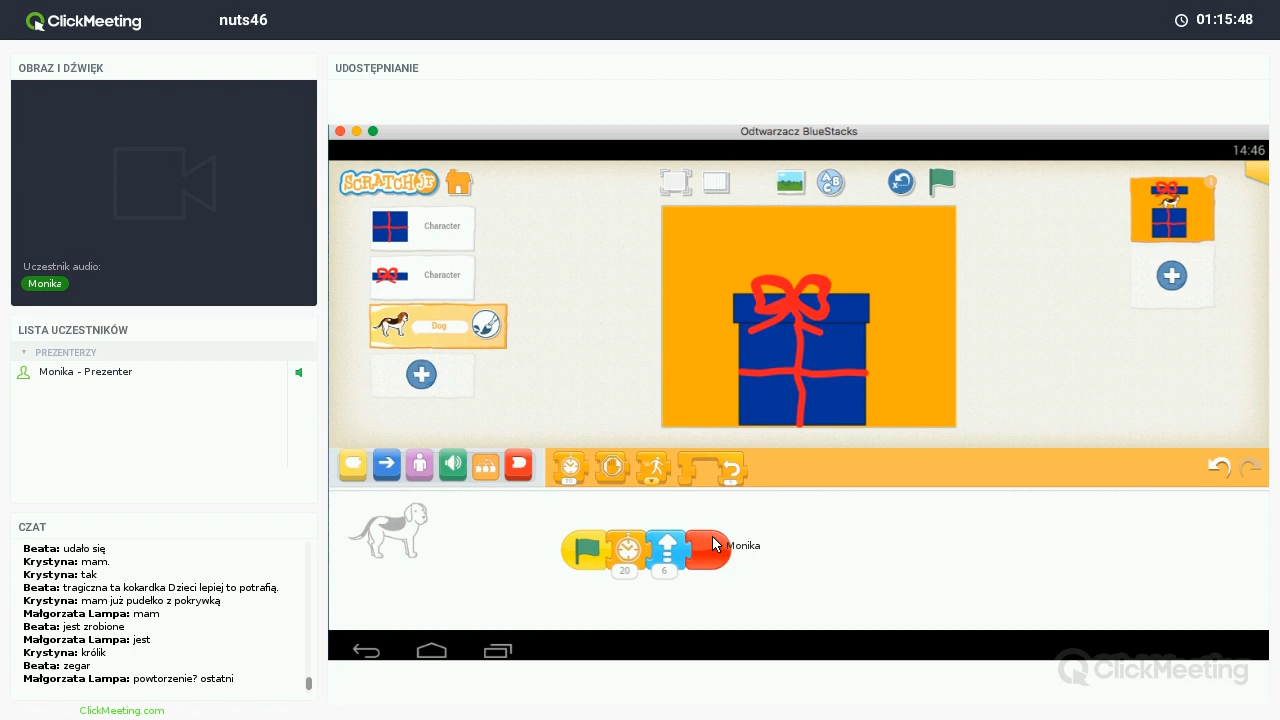 ClickMeeting
nuts46
01:15:48
OBRAZ I DŹWIĘK
Uczestnik audio:
Monika
LISTA UCZESTNIKÓW
PREZENTERZY
Monika - Prezenter
CZAT
Beata: udało się
Krystyna: mam.
Krystyna: tak
Beata: tragiczna ta kokardka Dzieci lepiej to potrafią.
Krystyna: mam już pudełko z pokrywką
Małgorzata Lampa: mam
Beata: jest zrobione
Małgorzata Lampa: jest
Krystyna: królik
Beata: zegar
Małgorzata Lampa: powtorzenie? ostatni
ClickMeeting.com
UDOSTĘPNIANIE
Odtwarzacz BlueStacks
14:46
SCRATCHJr
Character
Character
Dog
1
10
20
6
Monika
ClickMeeting